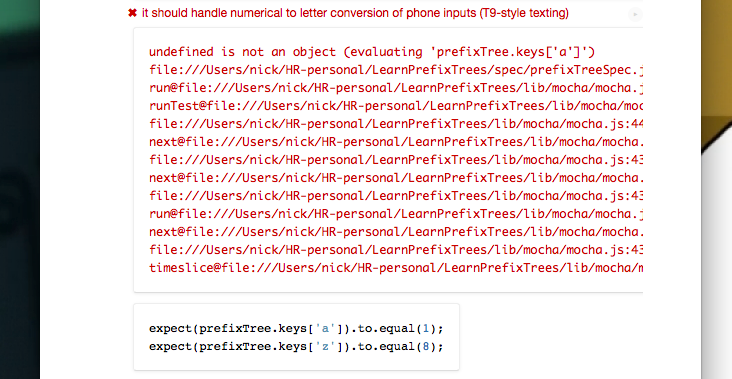 ✖ it should handle numerical to letter conversion of phone inputs (T9-style texting)
undefined is not an object (evaluating 'prefixTree.keys['a']')
file:///Users/nick/HR-personal/LearnPrefixTrees/spec/prefixTreeSpec.j
run@file:///Users/nick/HR-personal/LearnPrefixTrees/lib/mocha/mocha.j
runTest@file:///Users/nick/HR-personal/LearnPrefixTrees/lib/mocha/moc
file:///Users/nick/HR-personal/LearnPrefixTrees/lib/mocha/mocha.js:44
next@file:///Users/nick/HR-personal/LearnPrefixTrees/lib/mocha/mocha.
file:///Users/nick/HR-personal/LearnPrefixTrees/lib/mocha/mocha.js:43
next@file:///Users/nick/HR-personal/LearnPrefixTrees/lib/mocha/mocha.
file:///Users/nick/HR-personal/LearnPrefixTrees/lib/mocha/mocha.js:43
run@file:///Users/nick/HR-personal/LearnPrefixTrees/lib/mocha/mocha.j
next@file:///Users/nick/HR-personal/LearnPrefixTrees/lib/mocha/mocha.
file:///Users/nick/HR-personal/LearnPrefixTrees/lib/mocha/mocha.js:43
timeslice@file:///Users/nick/HR-personal/LearnPrefixTrees/lib/mocha/m
expect(prefixTree.keys['a']).to.equal(1);
expect(prefixTree.keys['z']).to.equal(8);